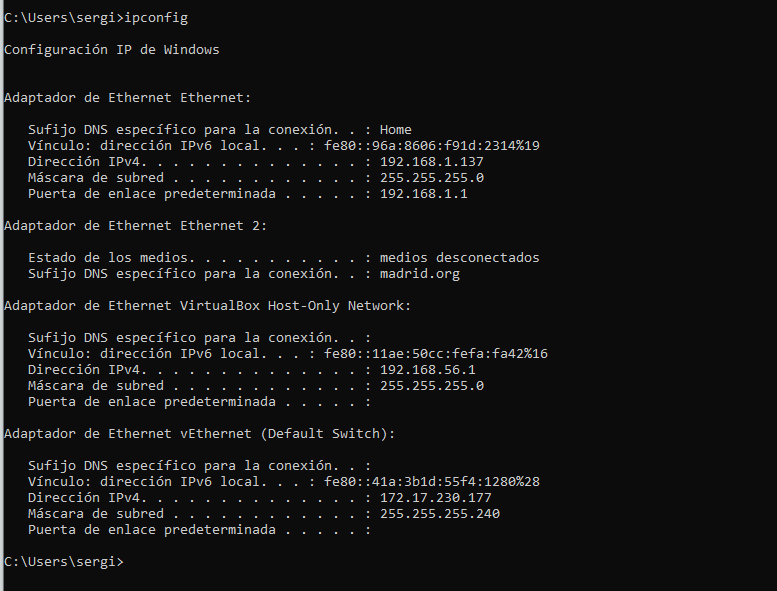 C:\Users\sergi>ipconfig
Configuración IP de Windows
Adaptador de Ethernet Ethernet:
   Sufijo DNS específico para la conexión. . : Home
   Vínculo: dirección IPv6 local. . . : fe80::96a:8606:f91d:2314%19
   Dirección IPv4. . . . . . . . . . . . . . : 192.168.1.137
   Máscara de subred . . . . . . . . . . . . : 255.255.255.0
   Puerta de enlace predeterminada . . . . . : 192.168.1.1
Adaptador de Ethernet Ethernet 2:
   Estado de los medios. . . . . . . . . . . : medios desconectados
   Sufijo DNS específico para la conexión. . : madrid.org
Adaptador de Ethernet VirtualBox Host-Only Network:
   Sufijo DNS específico para la conexión. . :
   Vínculo: dirección IPv6 local. . . : fe80::11ae:50cc:fefa:fa42%16
   Dirección IPv4. . . . . . . . . . . . . . : 192.168.56.1
   Máscara de subred . . . . . . . . . . . . : 255.255.255.0
   Puerta de enlace predeterminada . . . . . :
Adaptador de Ethernet vEthernet (Default Switch):
   Sufijo DNS específico para la conexión. . :
   Vínculo: dirección IPv6 local. . . : fe80::41a:3b1d:55f4:1280%28
   Dirección IPv4. . . . . . . . . . . . . . : 172.17.230.177
   Máscara de subred . . . . . . . . . . . . : 255.255.255.240
   Puerta de enlace predeterminada . . . . . :
C:\Users\sergi>